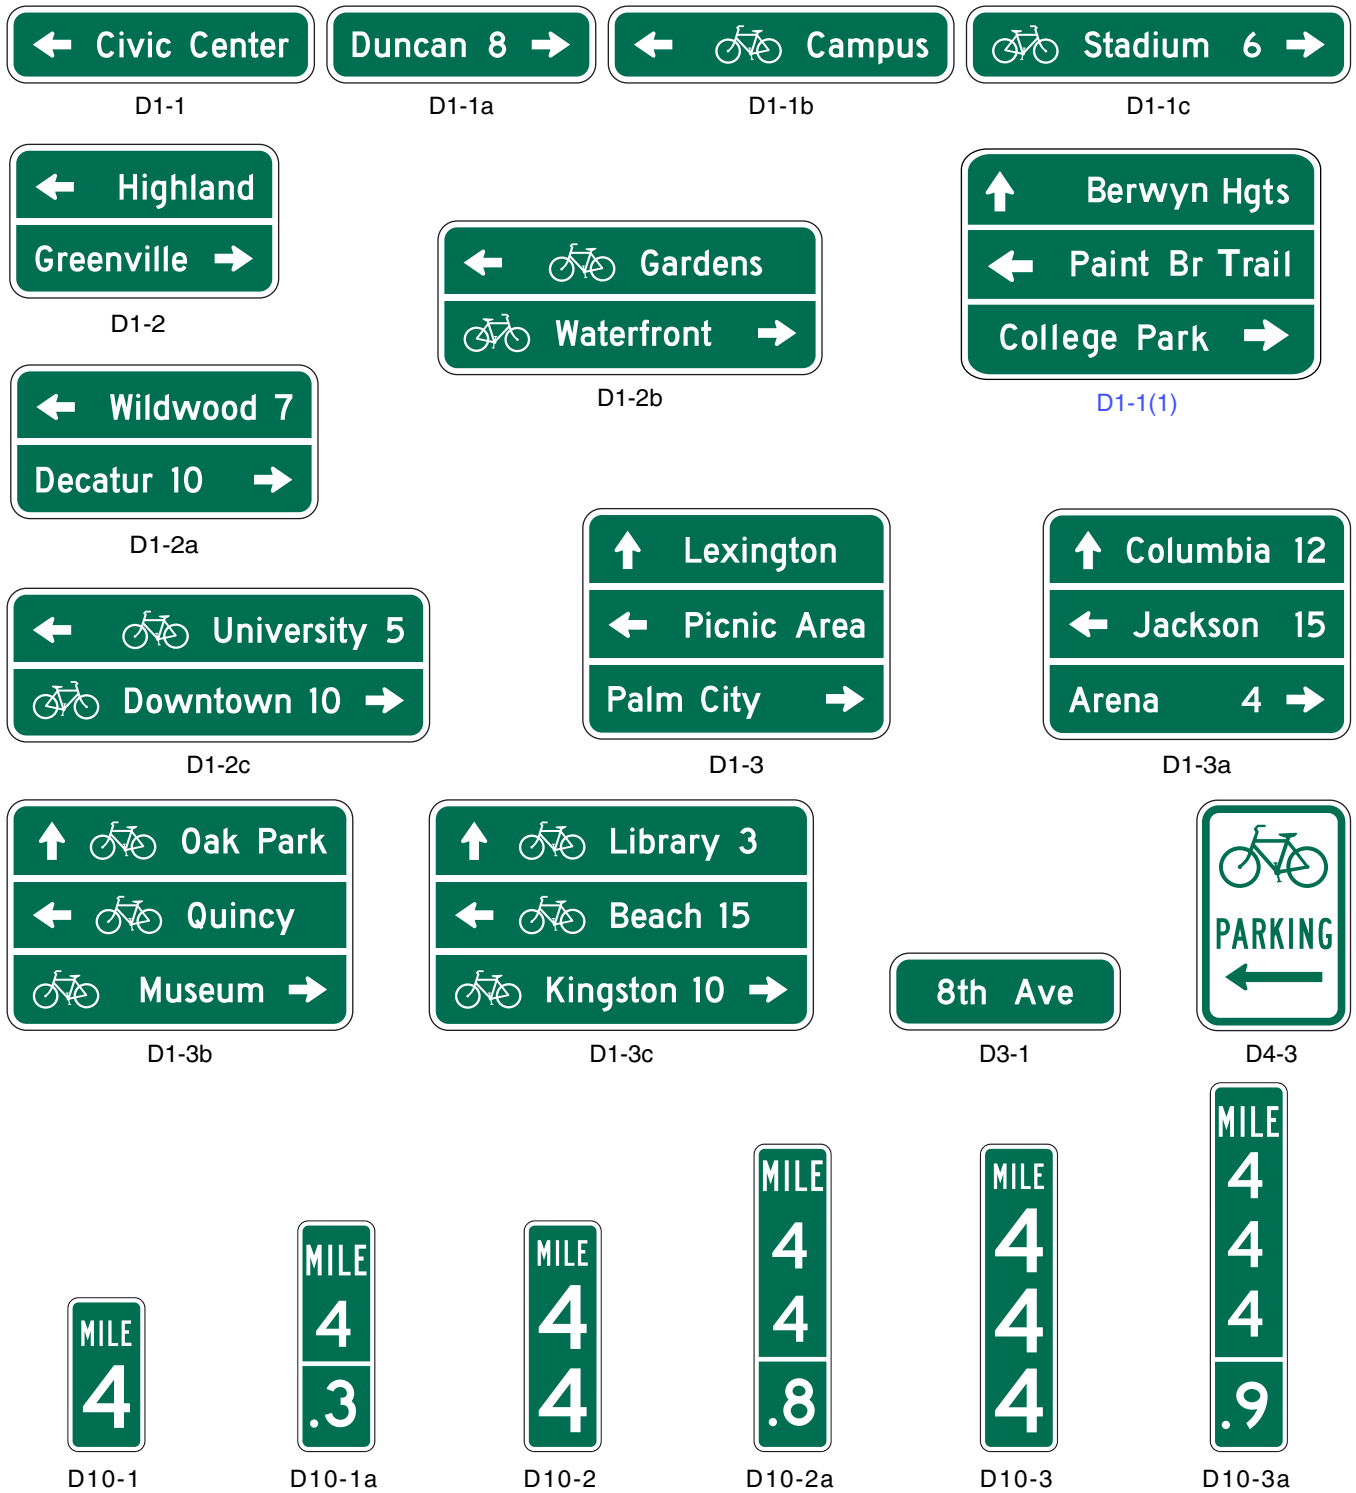 Civic Center
D1-1
Duncan 8
D1-1a
Campus
D1-1b
Stadium 6
D1-1c
Highland
Greenville
D1-2
Gardens
Waterfront
D1-2b
Berwyn Hgts
Paint Br Trail
College Park
D1-1(1)
Wildwood 7
Decatur 10
D1-2a
University 5
Downtown 10
D1-2c
Lexington
Picnic Area
Palm City
D1-3
Columbia 12
Jackson 15
Arena 4
D1-3a
Oak Park
Quincy
Museum
D1-3b
Library 3
Beach 15
Kingston 10
D1-3c
8th Ave
D3-1
PARKING
D4-3
MILE
4
D10-1
MILE
4
.3
D10-1a
MILE
4
4
D10-2
MILE
4
4
.8
D10-2a
MILE
4
4
4
D10-3
MILE
4
4
4
.9
D10-3a